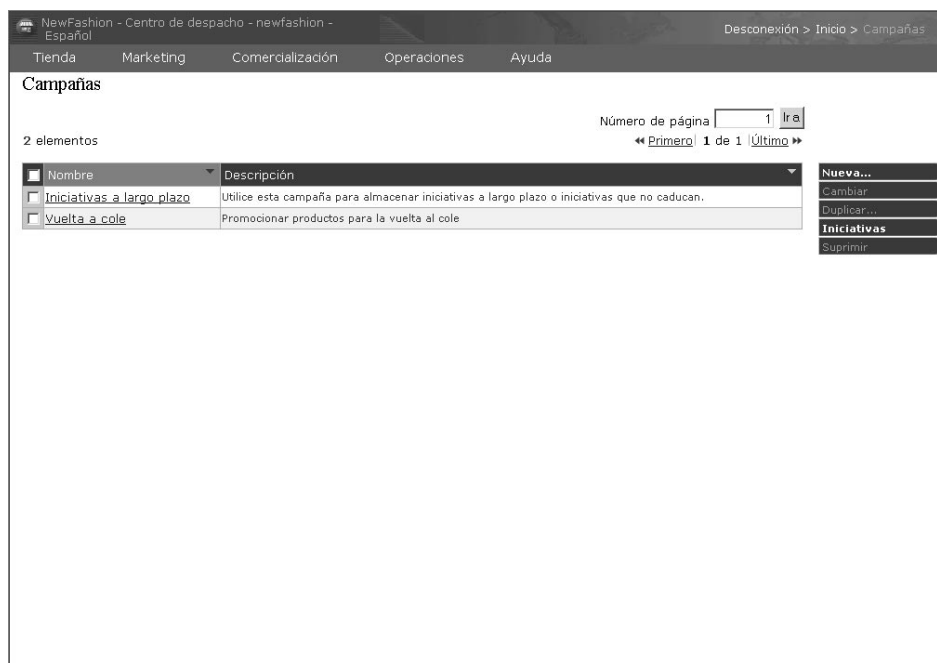 NewFashion - Centro de despacho - newfashion -
Español
Desconexión > Inicio > Campañas
Tienda Marketing Comercialización Operaciones Ayuda
Campañas
Número de página 1 Ir a
2 elementos
Primero 1 de 1 Último
Nombre Descripción
Iniciativas a largo plazo Utilice esta campaña para almacenar iniciativas a largo plazo o iniciativas que no caducan.
Vuelta a cole Promocionar productos para la vuelta al cole
Nueva...
Cambiar
Duplicar...
Iniciativas
Suprimir